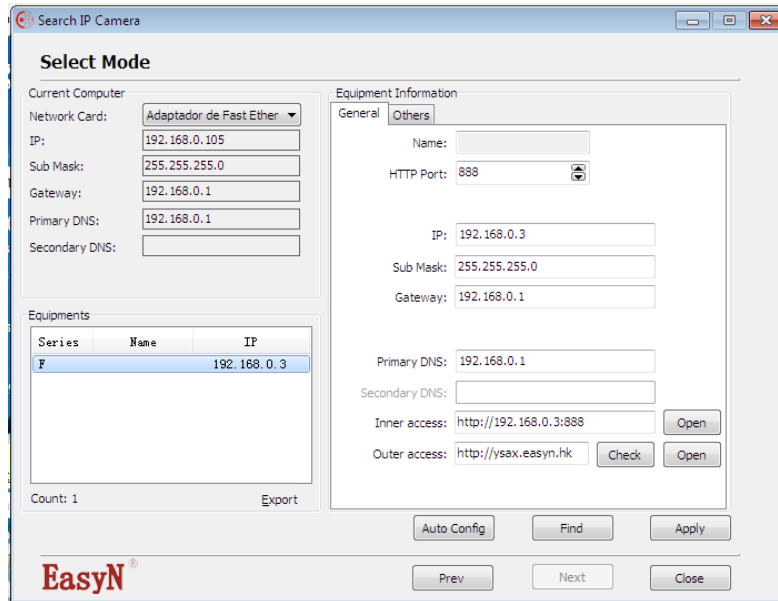 Search IP Camera
Select Mode
Current Computer
Network Card: Adaptador de Fast Ether
IP: 192.168.0.105
Sub Mask: 255.255.255.0
Gateway: 192.168.0.1
Primary DNS: 192.168.0.1
Secondary DNS:
Equipments
Series Name IP
F 192.168.0.3
Count: 1 Export
Equipment Information
General Others
Name:
HTTP Port: 888
IP: 192.168.0.3
Sub Mask: 255.255.255.0
Gateway: 192.168.0.1
Primary DNS: 192.168.0.1
Secondary DNS:
Inner access: http://192.168.0.3:888 Open
Outer access: http://ysax.easyn.hk Check Open
Auto Config Find Apply
EasyN® Prev Next Close